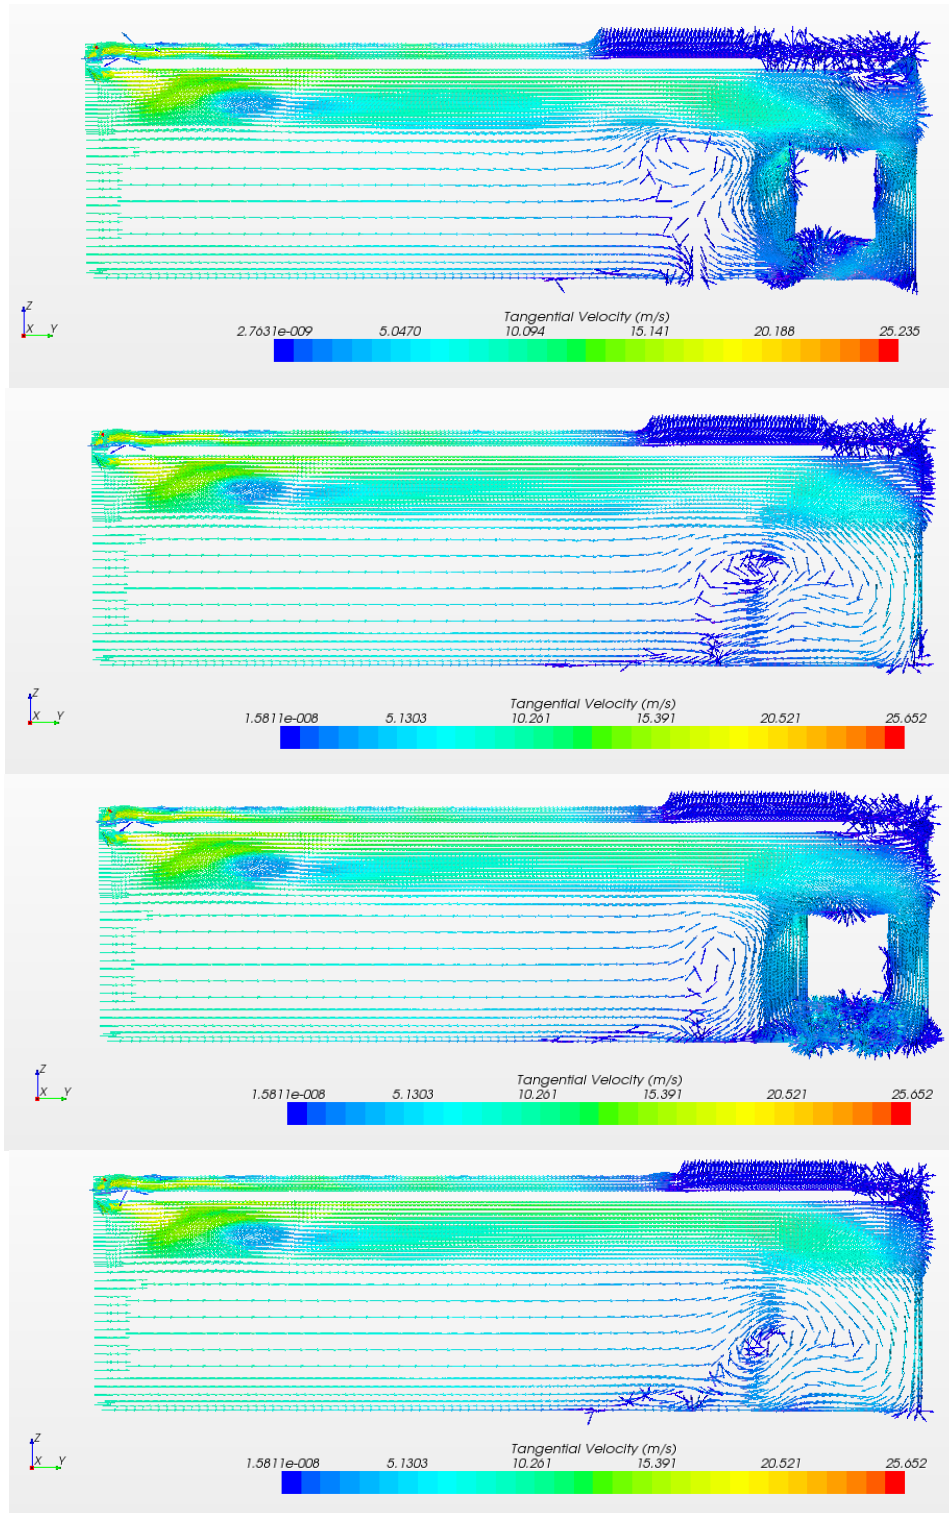 Z
X Y
Tangential Velocity (m/s)
2.7631e-009 5.0470 10.094 15.141 20.188 25.235
Z
X Y
Tangential Velocity (m/s)
1.5811e-008 5.1303 10.261 15.391 20.521 25.652
Z
X Y
Tangential Velocity (m/s)
1.5811e-008 5.1303 10.261 15.391 20.521 25.652
Z
X Y
Tangential Velocity (m/s)
1.5811e-008 5.1303 10.261 15.391 20.521 25.652